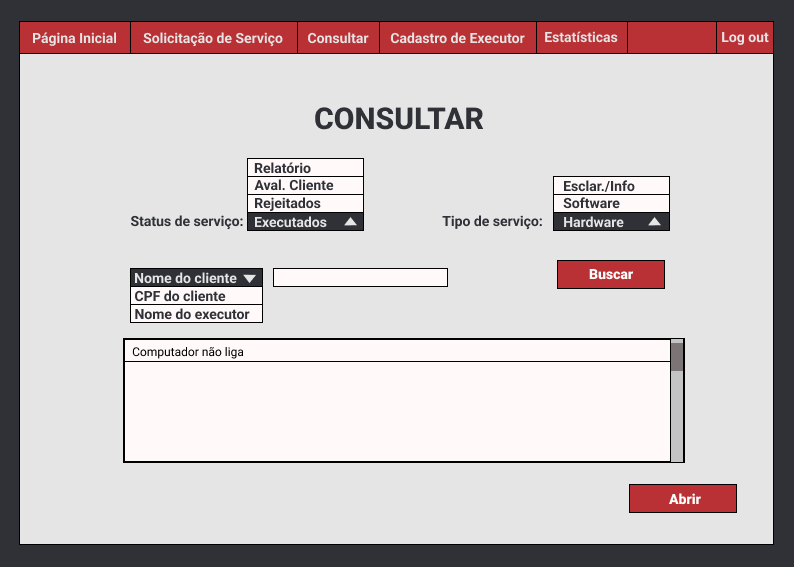 Página Inicial Solicitação de Serviço Consultar Cadastro de Executor Estatísticas Log out
CONSULTAR
Relatório
Aval. Cliente
Rejeitados
Status de serviço: Executados
Esclar./Info
Software
Tipo de serviço: Hardware
Nome do cliente
CPF do cliente
Nome do executor
Buscar
Computador não liga
Abrir